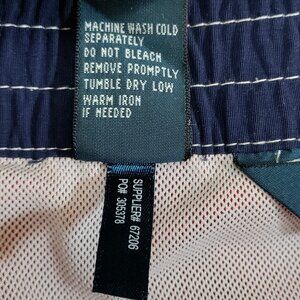 MACHINE WASH COLD
SEPARATELY
DO NOT BLEACH
REMOVE PROMPTLY
TUMBLE DRY LOW
WARM IRON
IF NEEDED
SUPPLIER# 67206
PO# 305378